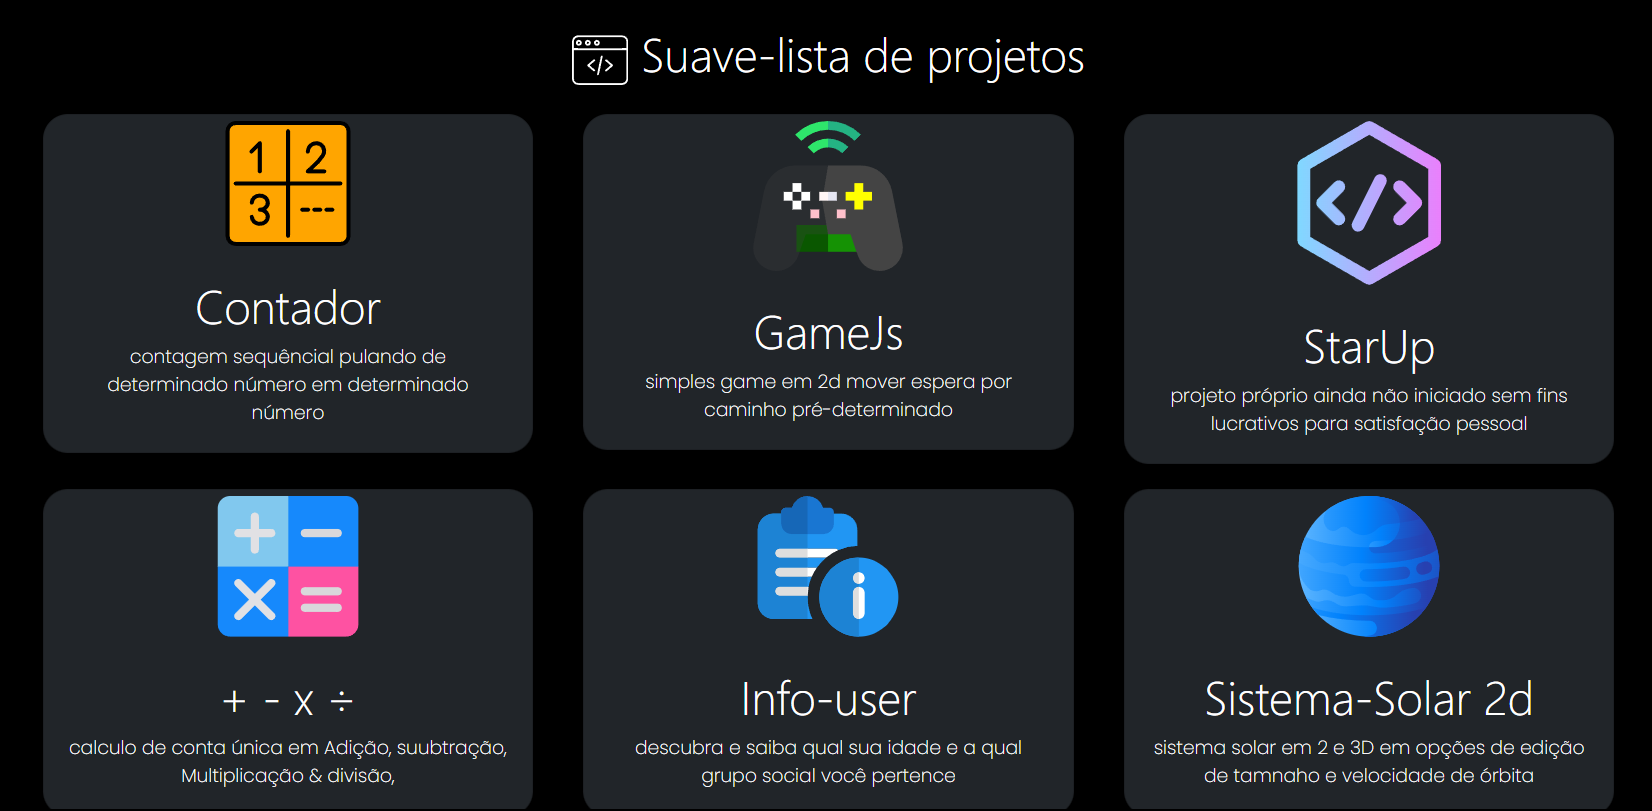 Suave-lista de projetos
1 2
3 ---
Contador
contagem sequêncial pulando de
determinado número em determinado
número
GameJs
simples game em 2d mover espera por
caminho pré-determinado
</>
StarUp
projeto próprio ainda não iniciado sem fins
lucrativos para satisfação pessoal
+ - x ÷
calculo de conta única em Adição, suubtração,
Multiplicação & divisão,
i
Info-user
descubra e saiba qual sua idade e a qual
grupo social você pertence
Sistema-Solar 2d
sistema solar em 2 e 3D em opções de edição
de tamnaho e velocidade de órbita